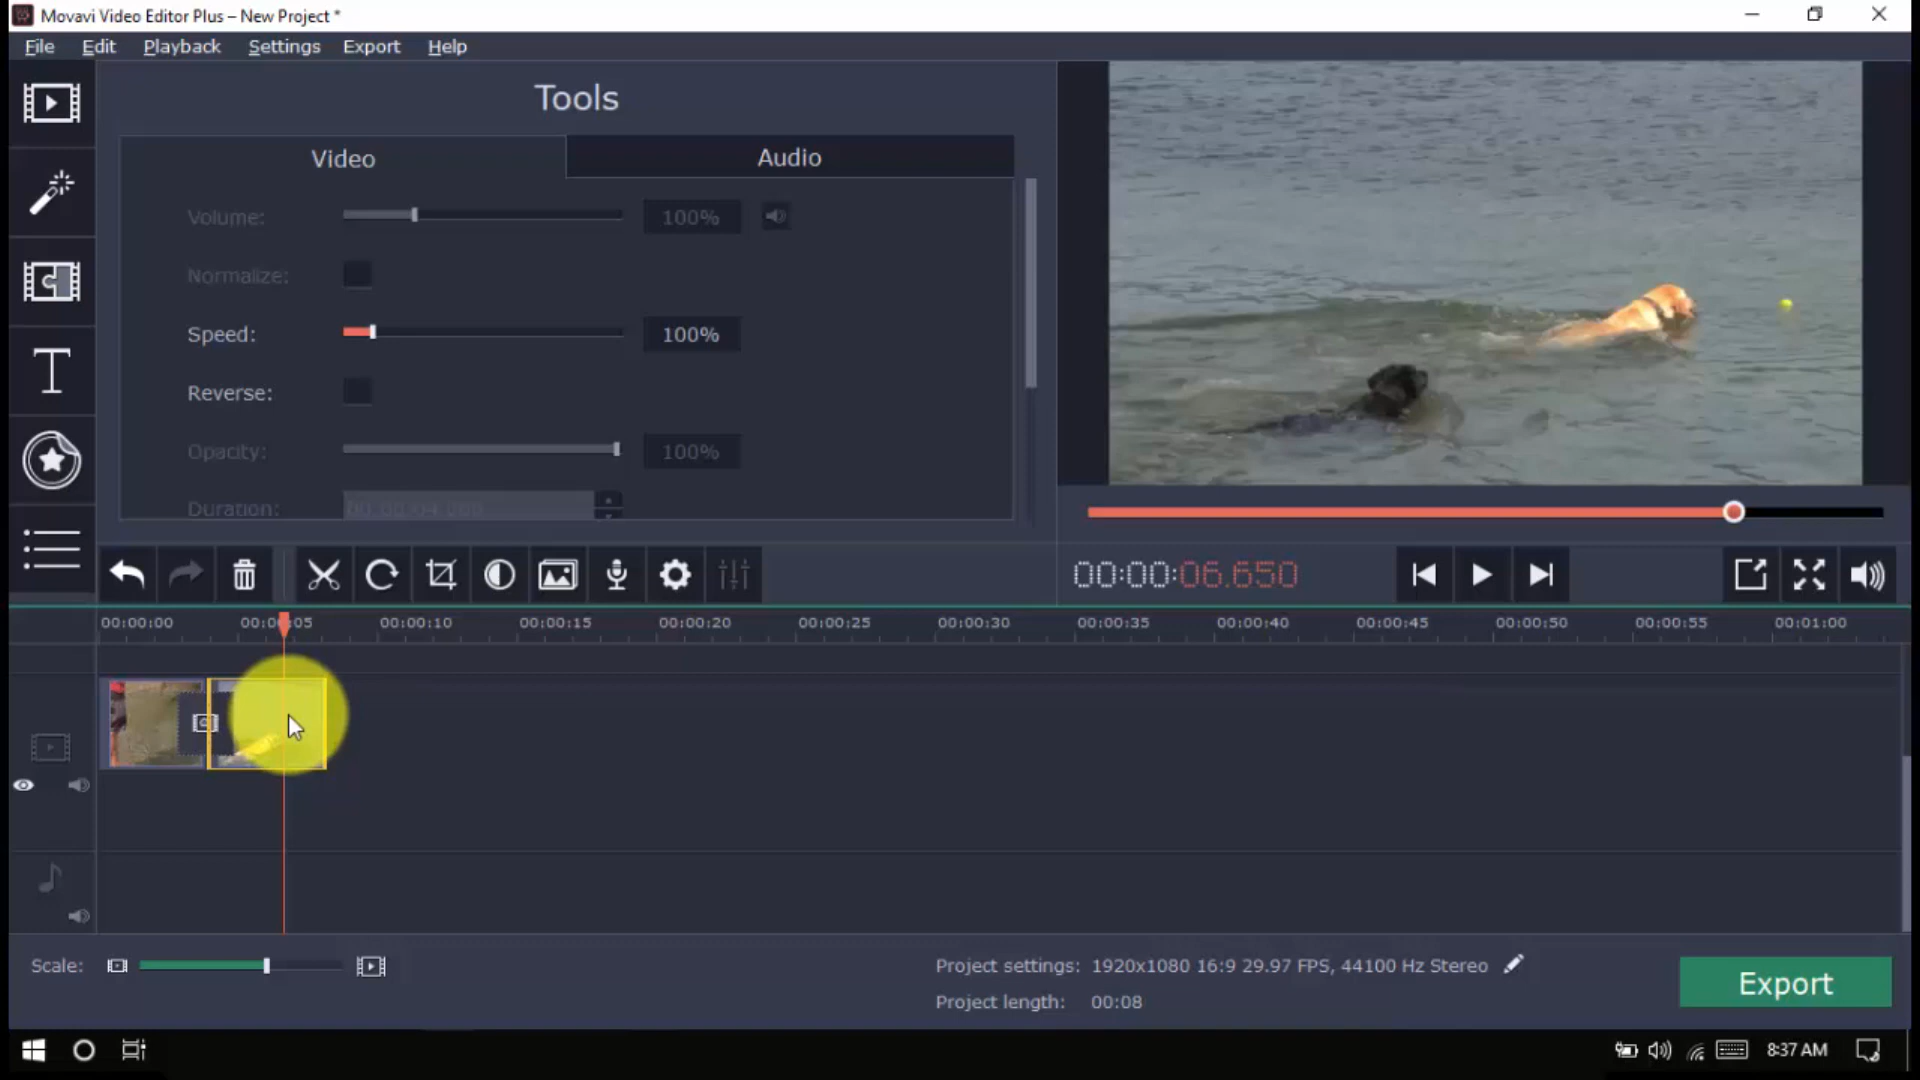 Movavi Video Editor Plus – New Project *
File Edit Playback Settings Export Help
Tools
Video Audio
Volume: 100%
Normalize:
Speed: 100%
Reverse:
Opacity: 100%
Duration: 00:00:04.000
00:00:06.650
00:00:00 00:00:05 00:00:10 00:00:15 00:00:20 00:00:25 00:00:30 00:00:35 00:00:40 00:00:45 00:00:50 00:00:55 00:01:00
Scale:
Project settings: 1920x1080 16:9 29.97 FPS, 44100 Hz Stereo
Project length: 00:08
Export
8:37 AM